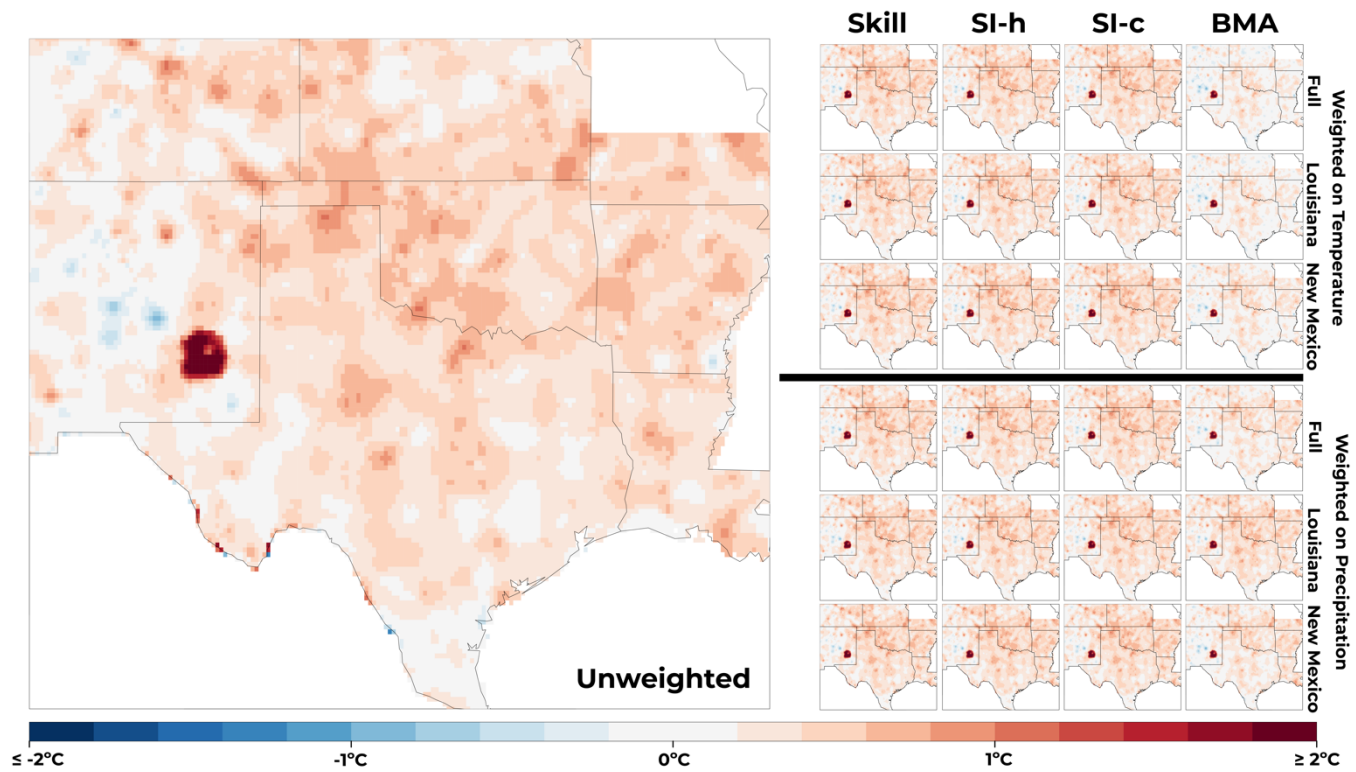 Skill SI-h SI-c BMA
Full
Louisiana
New Mexico
Weighted on Temperature
Full
Louisiana
New Mexico
Weighted on Precipitation
Unweighted
≤ -2°C -1°C 0°C 1°C ≥ 2°C